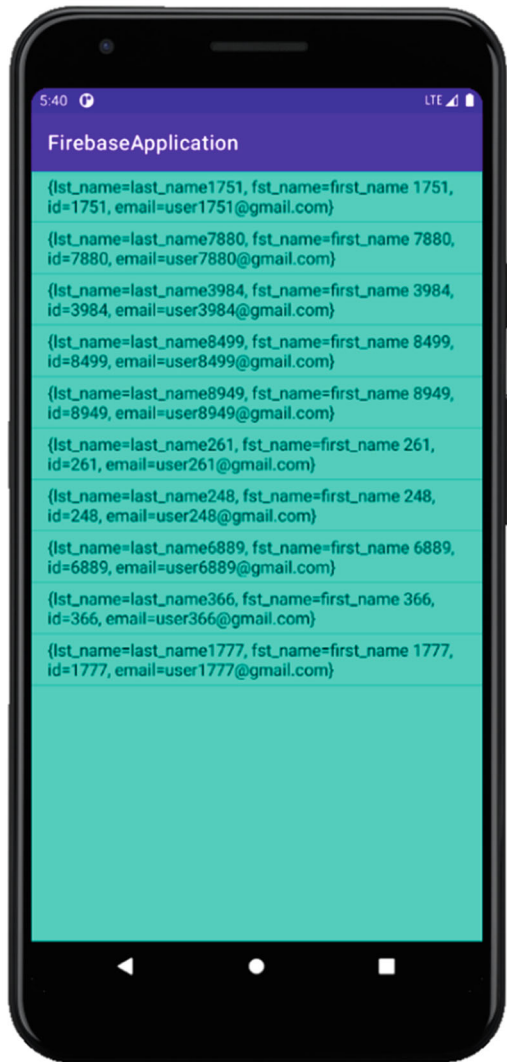 5:40 LTE
FirebaseApplication
{lst_name=last_name1751, fst_name=first_name 1751,
id=1751, email=user1751@gmail.com}
{lst_name=last_name7880, fst_name=first_name 7880,
id=7880, email=user7880@gmail.com}
{lst_name=last_name3984, fst_name=first_name 3984,
id=3984, email=user3984@gmail.com}
{lst_name=last_name8499, fst_name=first_name 8499,
id=8499, email=user8499@gmail.com}
{lst_name=last_name8949, fst_name=first_name 8949,
id=8949, email=user8949@gmail.com}
{lst_name=last_name261, fst_name=first_name 261,
id=261, email=user261@gmail.com}
{lst_name=last_name248, fst_name=first_name 248,
id=248, email=user248@gmail.com}
{lst_name=last_name6889, fst_name=first_name 6889,
id=6889, email=user6889@gmail.com}
{lst_name=last_name366, fst_name=first_name 366,
id=366, email=user366@gmail.com}
{lst_name=last_name1777, fst_name=first_name 1777,
id=1777, email=user1777@gmail.com}